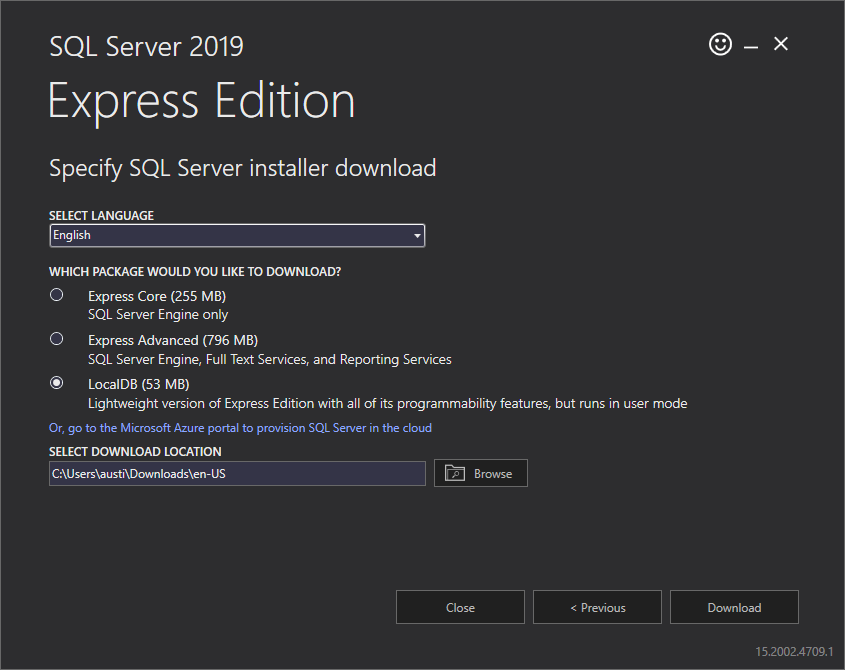 SQL Server 2019
Express Edition
Specify SQL Server installer download
SELECT LANGUAGE
English
WHICH PACKAGE WOULD YOU LIKE TO DOWNLOAD?
Express Core (255 MB)
SQL Server Engine only
Express Advanced (796 MB)
SQL Server Engine, Full Text Services, and Reporting Services
LocalDB (53 MB)
Lightweight version of Express Edition with all of its programmability features, but runs in user mode
Or, go to the Microsoft Azure portal to provision SQL Server in the cloud
SELECT DOWNLOAD LOCATION
C:\Users\austi\Downloads\en-US
Browse
Close
< Previous
Download
15.2002.4709.1